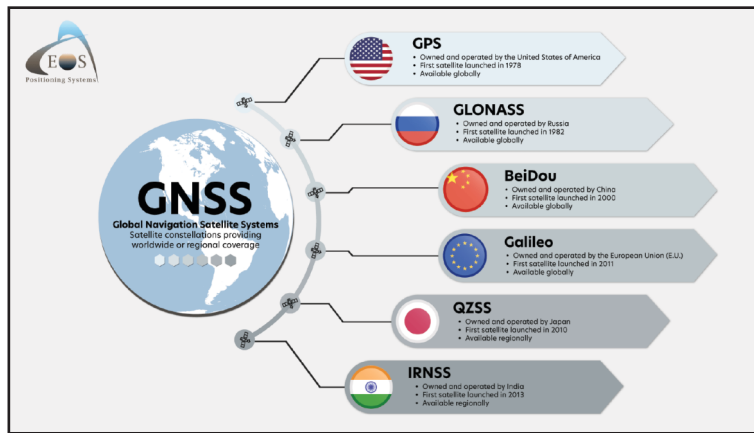 EOS
Positioning Systems
GPS
• Owned and operated by the United States of America
• First satellite launched in 1978
• Available globally
GLONASS
• Owned and operated by Russia
• First satellite launched in 1982
• Available globally
GNSS
Global Navigation Satellite Systems
Satellite constellations providing
worldwide or regional coverage
BeiDou
• Owned and operated by China
• First satellite launched in 2000
• Available globally
Galileo
• Owned and operated by the European Union (E.U.)
• First satellite launched in 2011
• Available globally
QZSS
• Owned and operated by Japan
• First satellite launched in 2010
• Available regionally
IRNSS
• Owned and operated by India
• First satellite launched in 2013
• Available regionally